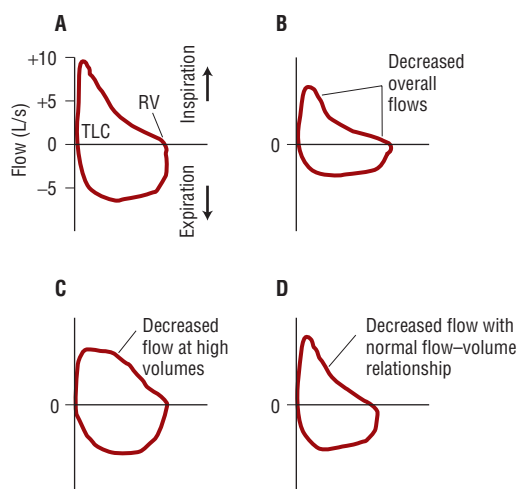 A
+10
+5
0
−5
Flow (L/s)
TLC
RV
Inspiration
Expiration
B
0
Decreased
overall
flows
C
0
Decreased
flow at high
volumes
D
0
Decreased flow with
normal flow–volume
relationship